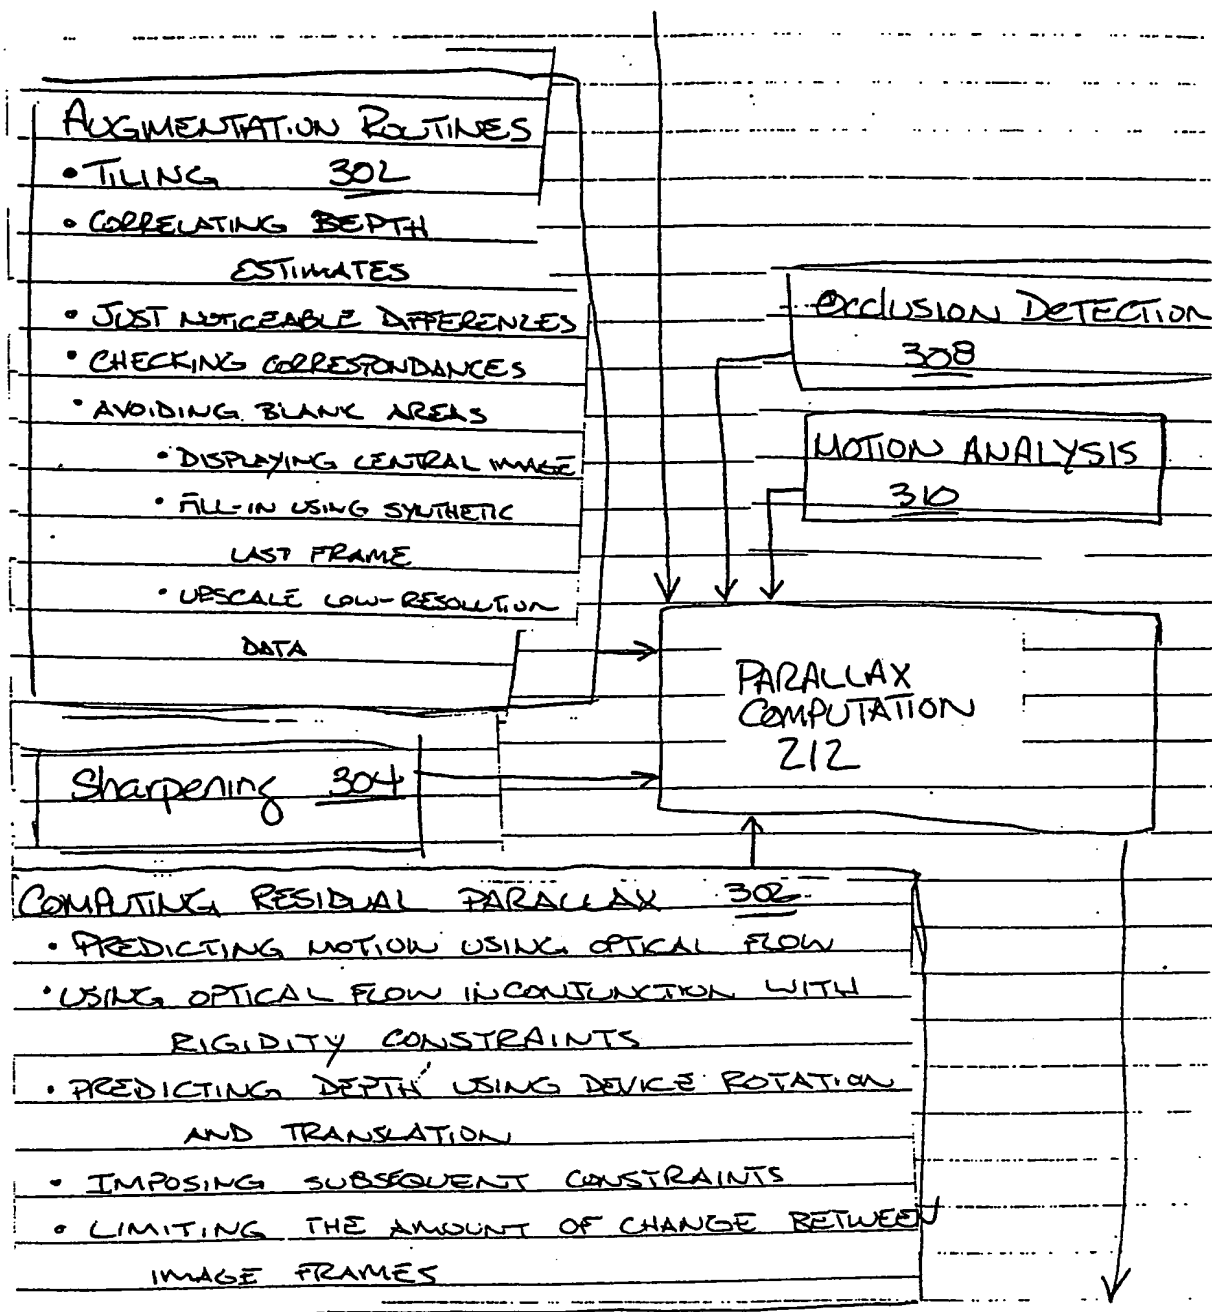 AUGMENTATION ROUTINES
• TILING 302
• CORRELATING DEPTH
ESTIMATES
• JUST NOTICEABLE DIFFERENCES
• CHECKING CORRESPONDANCES
• AVOIDING BLANK AREAS
• DISPLAYING CENTRAL IMAGE
• FILL-IN USING SYNTHETIC
LAST FRAME
• UPSCALE LOW-RESOLUTION
DATA
Occlusion Detection
308
MOTION ANALYSIS
310
PARALLAX
COMPUTATION
212
Sharpening 304
COMPUTING RESIDUAL PARALLAX 306
• PREDICTING MOTION USING OPTICAL FLOW
• USING OPTICAL FLOW IN CONJUNCTION WITH
RIGIDITY CONSTRAINTS
• PREDICTING DEPTH USING DEVICE ROTATION
AND TRANSLATION
• IMPOSING SUBSEQUENT CONSTRAINTS
• LIMITING THE AMOUNT OF CHANGE BETWEEN
IMAGE FRAMES